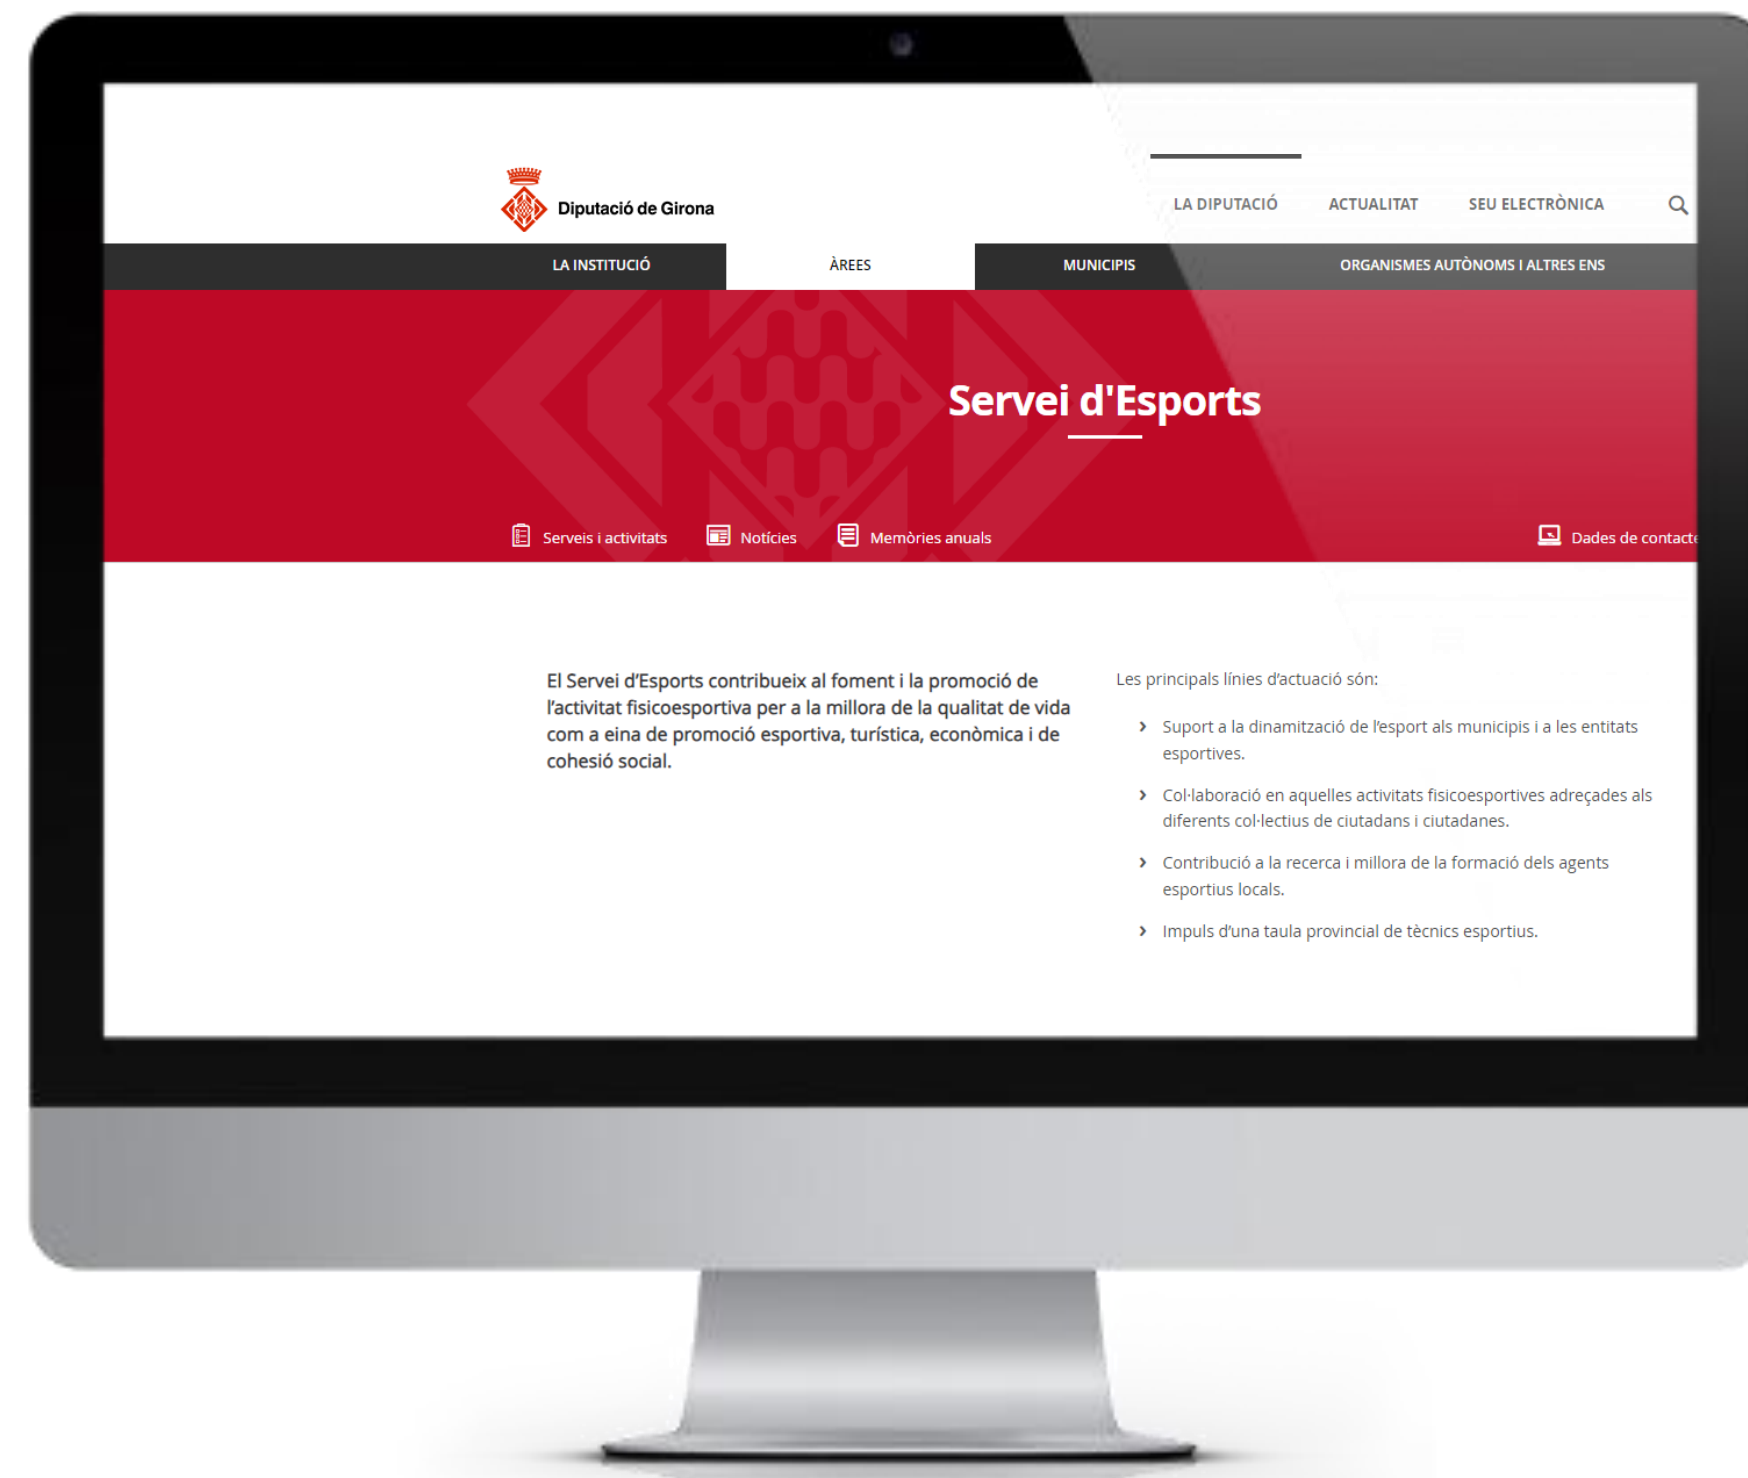 Diputació de Girona
LA DIPUTACIÓ
ACTUALITAT
SEU ELECTRÒNICA
LA INSTITUCIÓ
ÀREES
MUNICIPIS
ORGANISMES AUTÒNOMS I ALTRES ENS
Servei d'Esports
Serveis i activitats
Notícies
Memòries anuals
Dades de contacte
El Servei d’Esports contribueix al foment i la promoció de
l’activitat fisicoesportiva per a la millora de la qualitat de vida
com a eina de promoció esportiva, turística, econòmica i de
cohesió social.
Les principals línies d’actuació són:
Suport a la dinamització de l’esport als municipis i a les entitats
esportives.
Col·laboració en aquelles activitats fisicoesportives adreçades als
diferents col·lectius de ciutadans i ciutadanes.
Contribució a la recerca i millora de la formació dels agents
esportius locals.
Impuls d’una taula provincial de tècnics esportius.